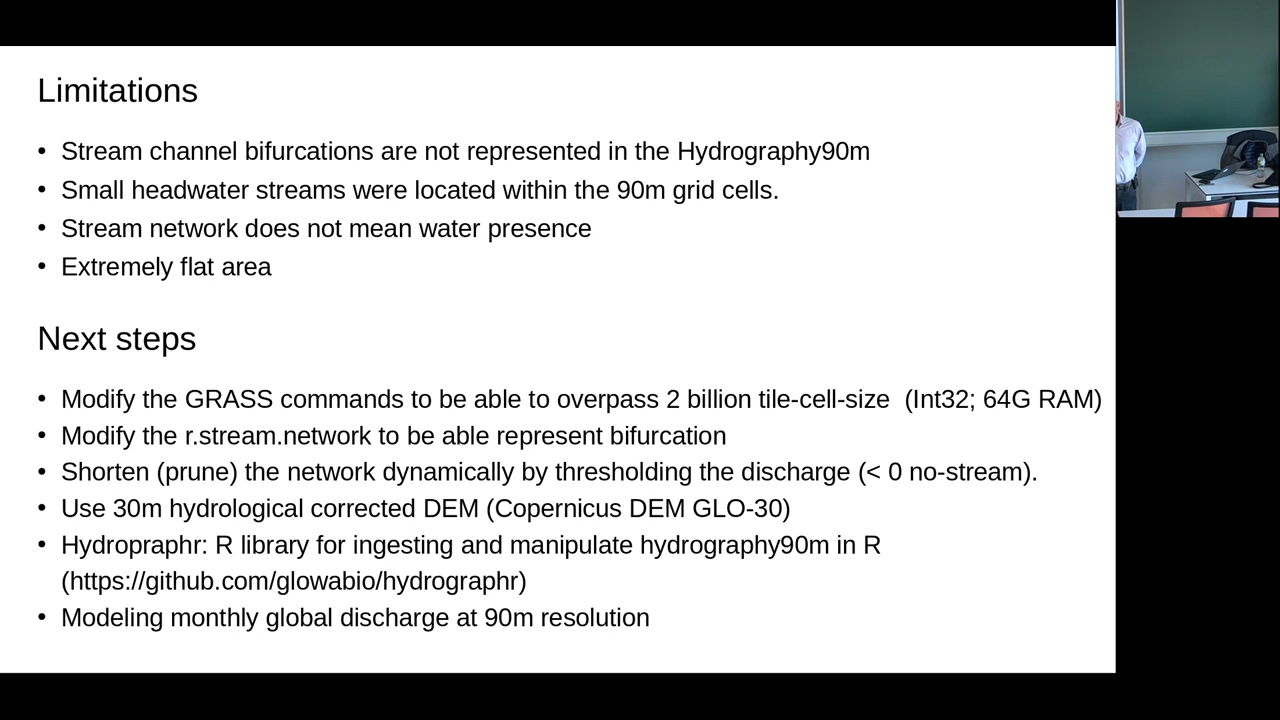 Limitations
• Stream channel bifurcations are not represented in the Hydrography90m
• Small headwater streams were located within the 90m grid cells.
• Stream network does not mean water presence
• Extremely flat area
Next steps
• Modify the GRASS commands to be able to overpass 2 billion tile-cell-size  (Int32; 64G RAM)
• Modify the r.stream.network to be able represent bifurcation
• Shorten (prune) the network dynamically by thresholding the discharge (< 0 no-stream).
• Use 30m hydrological corrected DEM (Copernicus DEM GLO-30)
• Hydropraphr: R library for ingesting and manipulate hydrography90m in R
(https://github.com/glowabio/hydrographr)
• Modeling monthly global discharge at 90m resolution